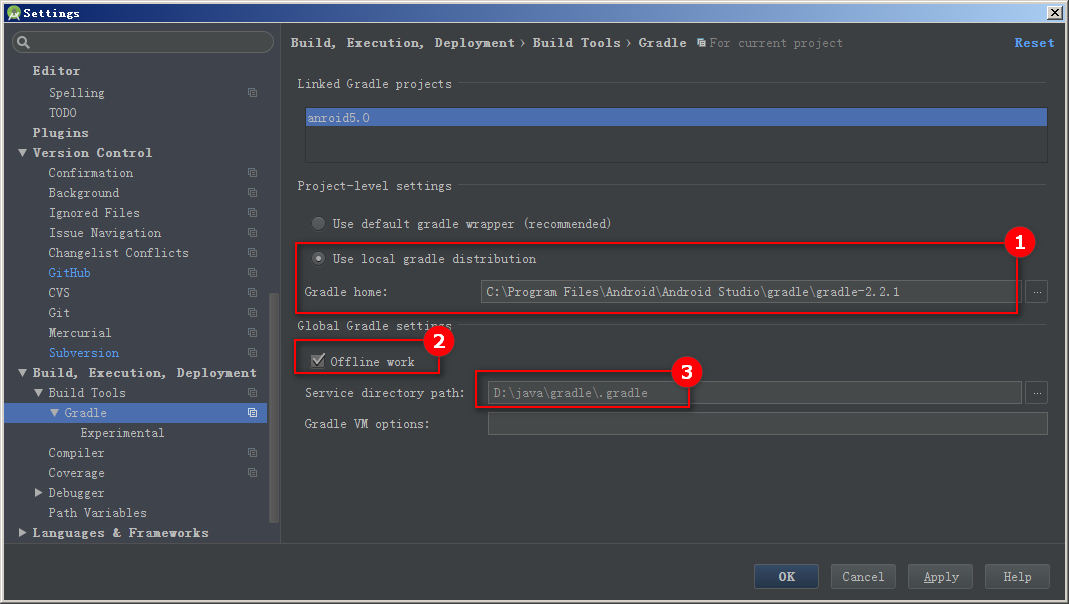 Settings
Build, Execution, Deployment › Build Tools › Gradle For current project Reset
Editor
Spelling
TODO
Plugins
Version Control
Confirmation
Background
Ignored Files
Issue Navigation
Changelist Conflicts
GitHub
CVS
Git
Mercurial
Subversion
Build, Execution, Deployment
Build Tools
Gradle
Experimental
Compiler
Coverage
Debugger
Path Variables
Languages & Frameworks
Linked Gradle projects
anroid5.0
Project-level settings
Use default gradle wrapper (recommended)
1
Use local gradle distribution
Gradle home: C:\Program Files\Android\Android Studio\gradle\gradle-2.2.1 ...
Global Gradle settings
2
Offline work
3
Service directory path: D:\java\gradle\.gradle ...
Gradle VM options:
OK Cancel Apply Help